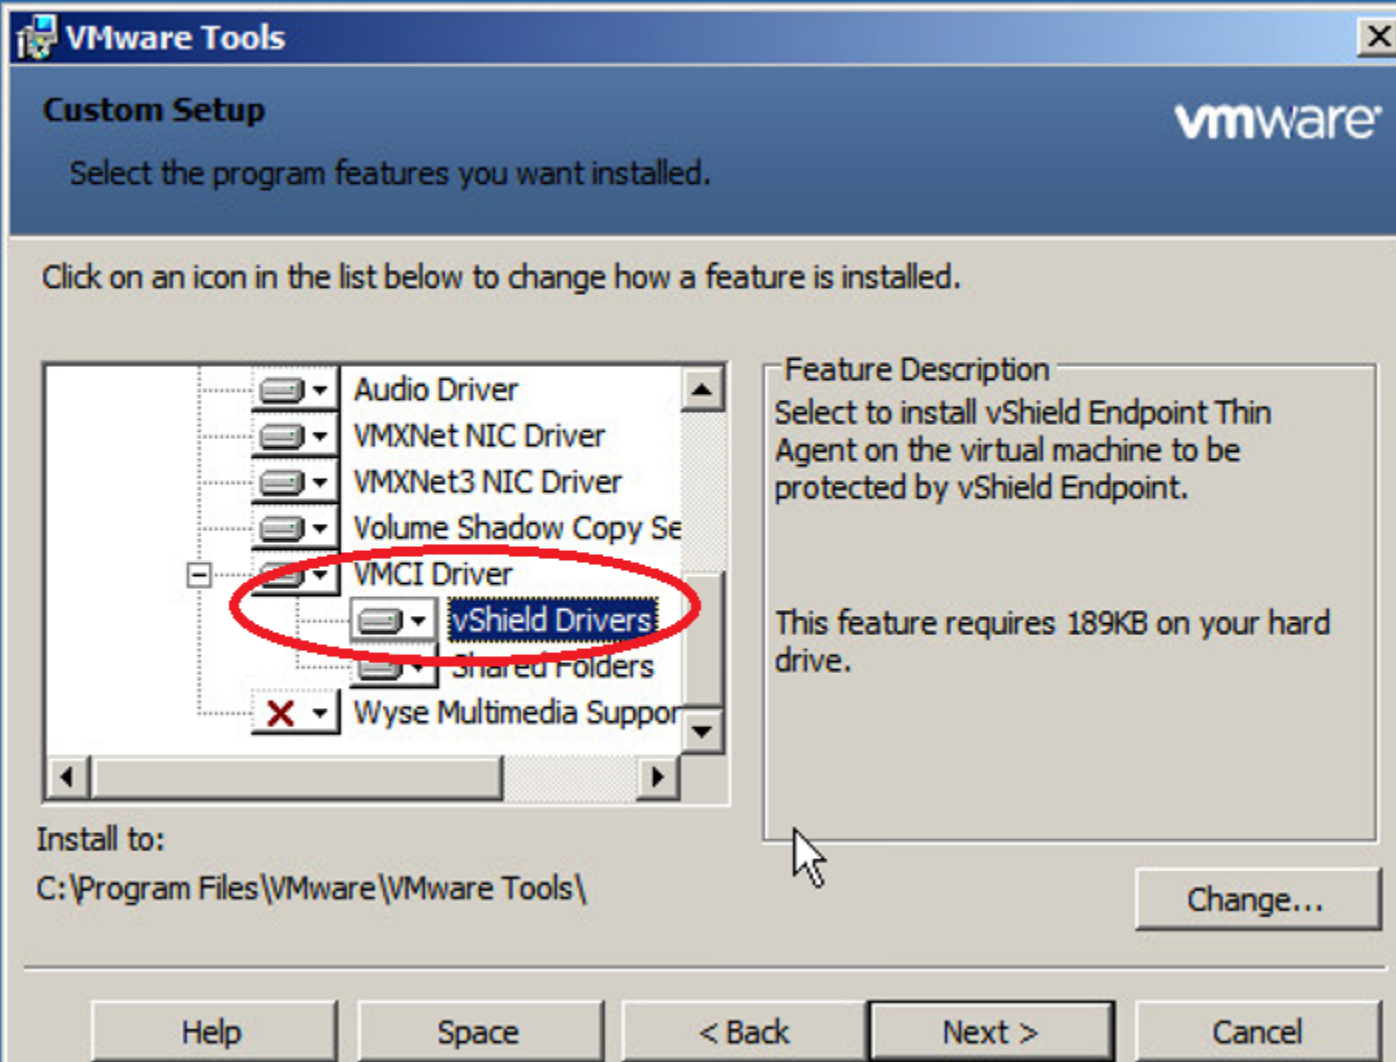 VMware Tools
Custom Setup
vmware
Select the program features you want installed.
Click on an icon in the list below to change how a feature is installed.
Audio Driver
VMXNet NIC Driver
VMXNet3 NIC Driver
Volume Shadow Copy Se
VMCI Driver
vShield Drivers
Shared Folders
Wyse Multimedia Suppor
Feature Description
Select to install vShield Endpoint Thin
Agent on the virtual machine to be
protected by vShield Endpoint.
This feature requires 189KB on your hard
drive.
Install to:
C:\Program Files\VMware\VMware Tools\
Change...
Help
Space
< Back
Next >
Cancel